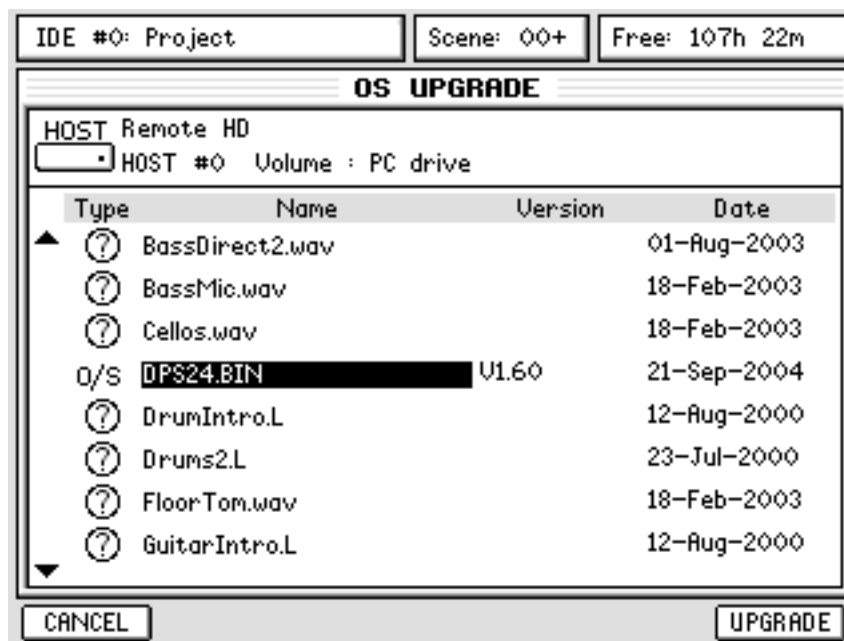 IDE #0: Project Scene: 00+ Free: 107h 22m
OS UPGRADE
HOST Remote HD
HOST #0 Volume : PC drive
Type Name Version Date
? BassDirect2.wav 01-Aug-2003
? BassMic.wav 18-Feb-2003
? Cellos.wav 18-Feb-2003
O/S DPS24.BIN V1.60 21-Sep-2004
? DrumIntro.L 12-Aug-2000
? Drums2.L 23-Jul-2000
? FloorTom.wav 18-Feb-2003
? GuitarIntro.L 12-Aug-2000
CANCEL UPGRADE